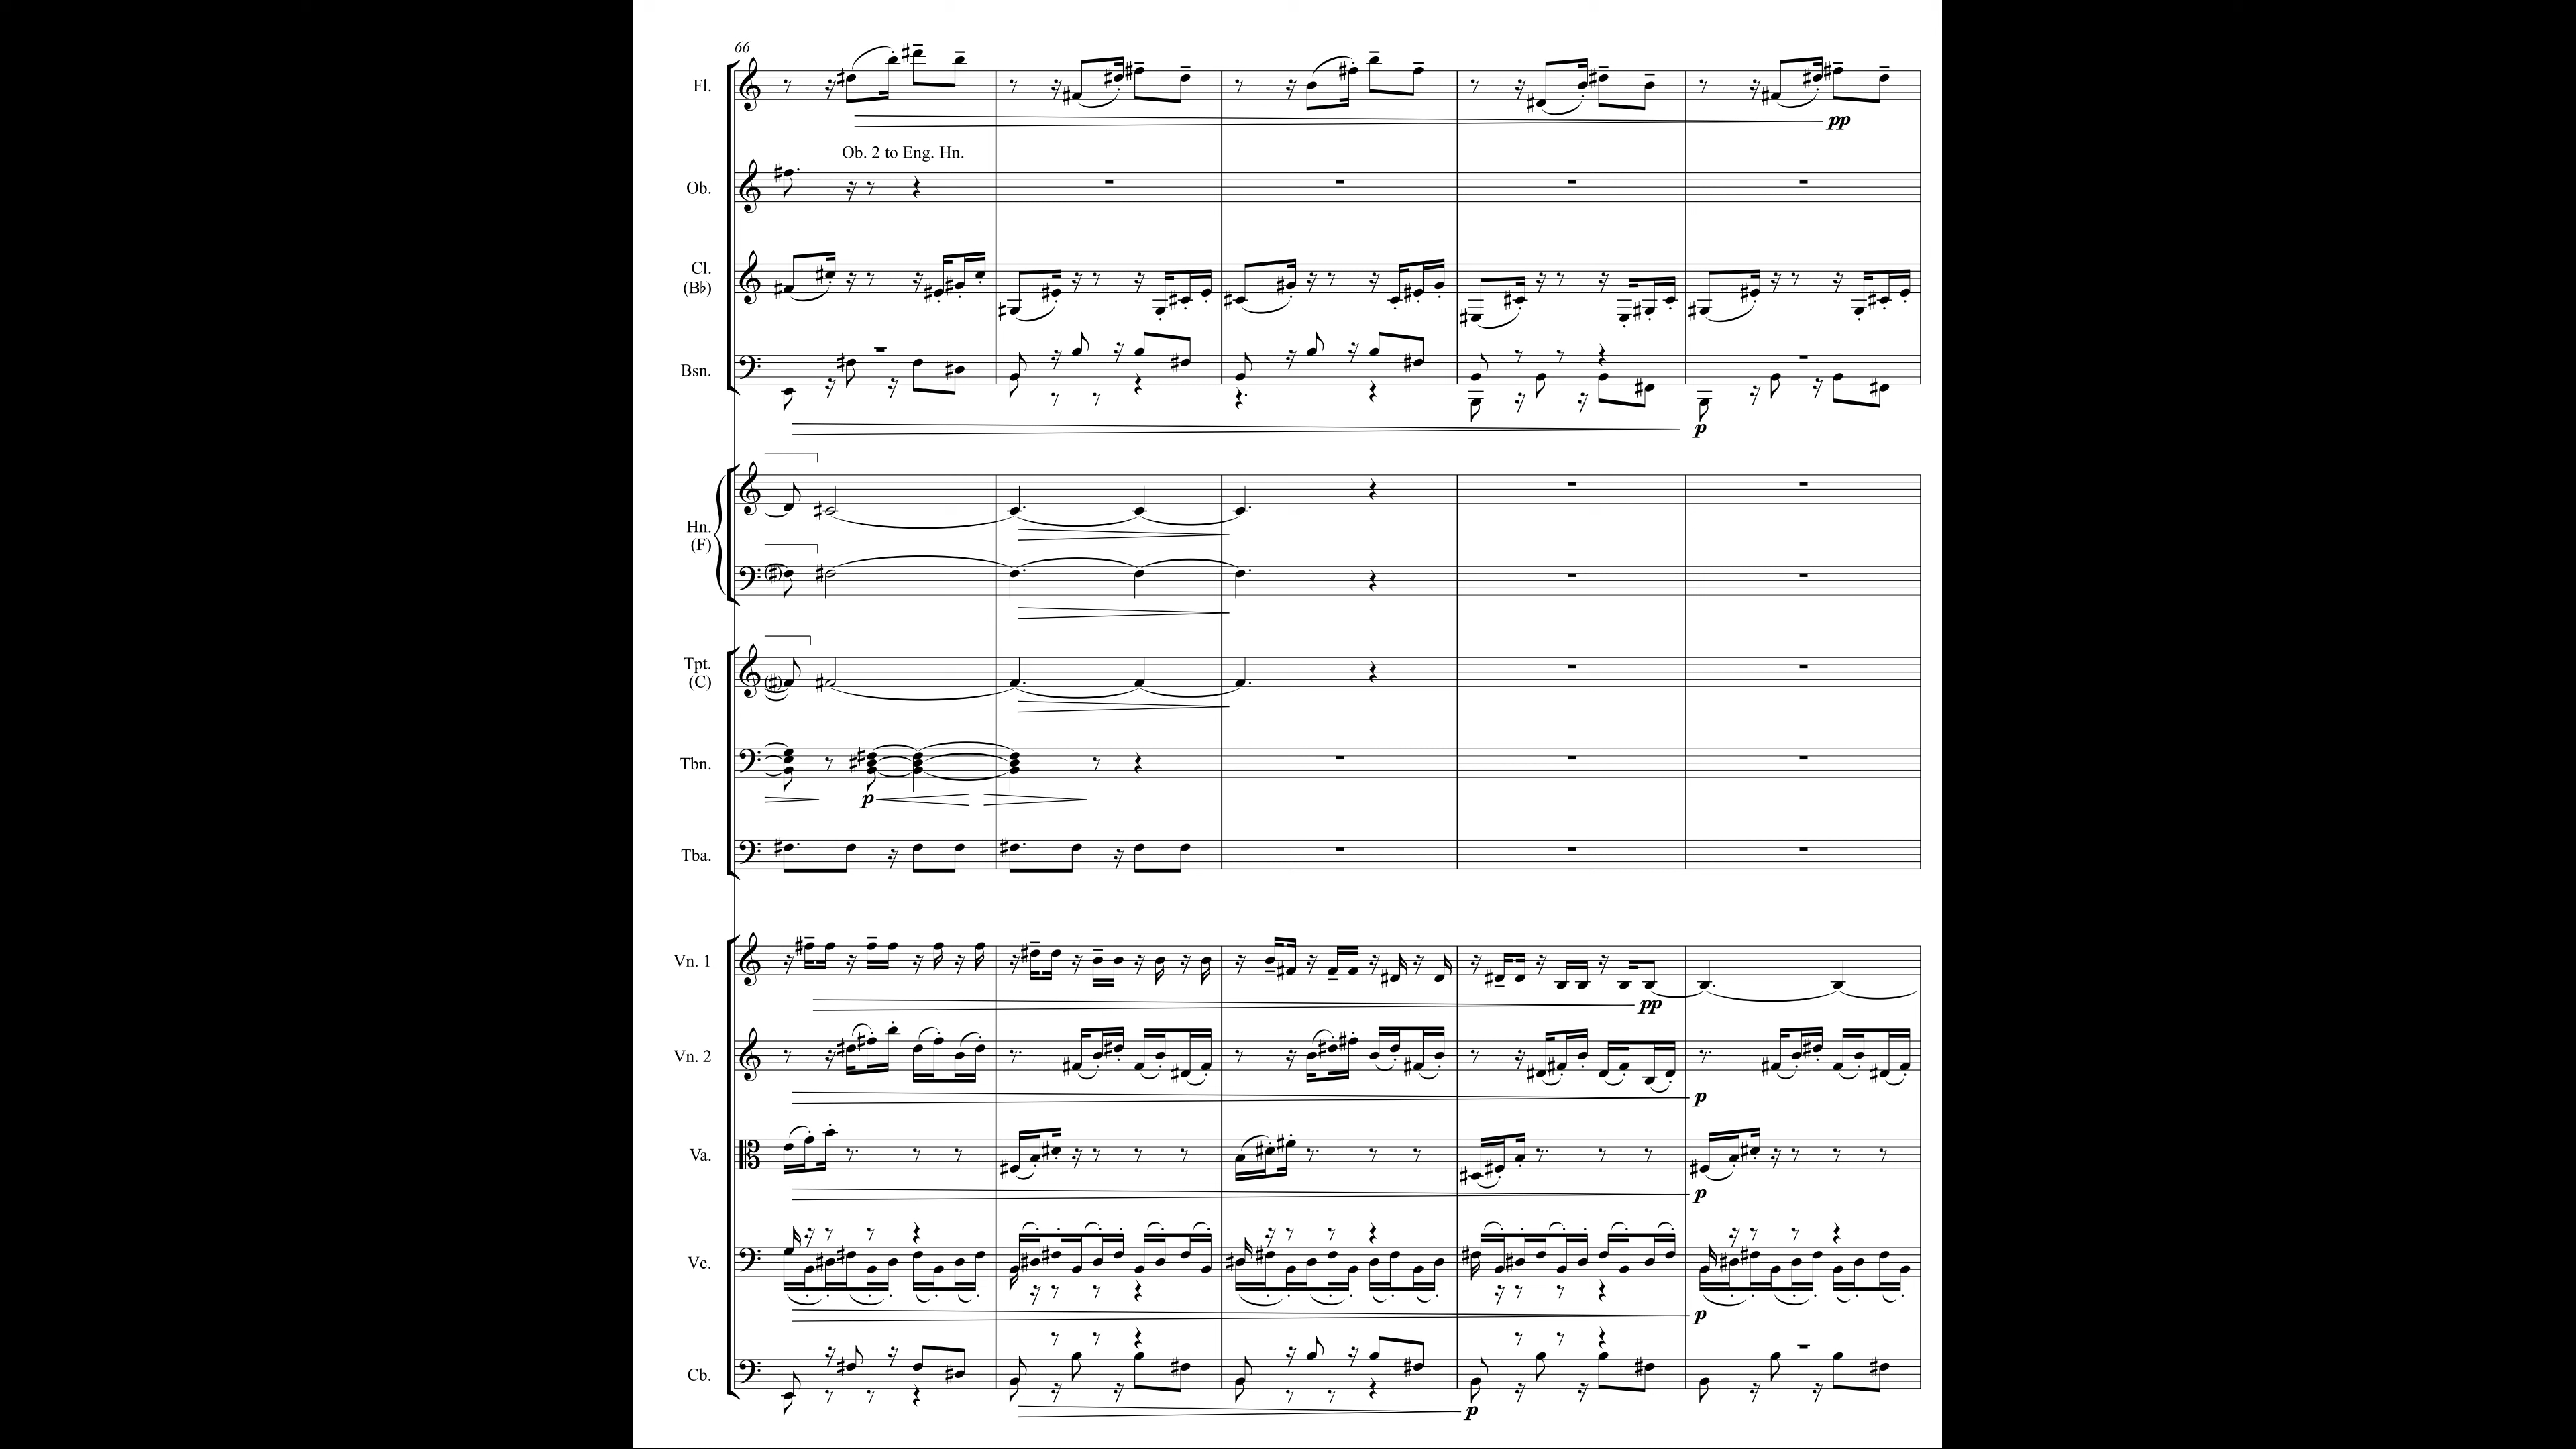 66
Fl.
pp
Ob. 2 to Eng. Hn.
Ob.
Cl.
(B♭)
Bsn.
p
Hn.
(F)
Tpt.
(C)
Tbn.
p
Tba.
Vn. 1
pp
Vn. 2
p
Va.
p
Vc.
p
Cb.
p